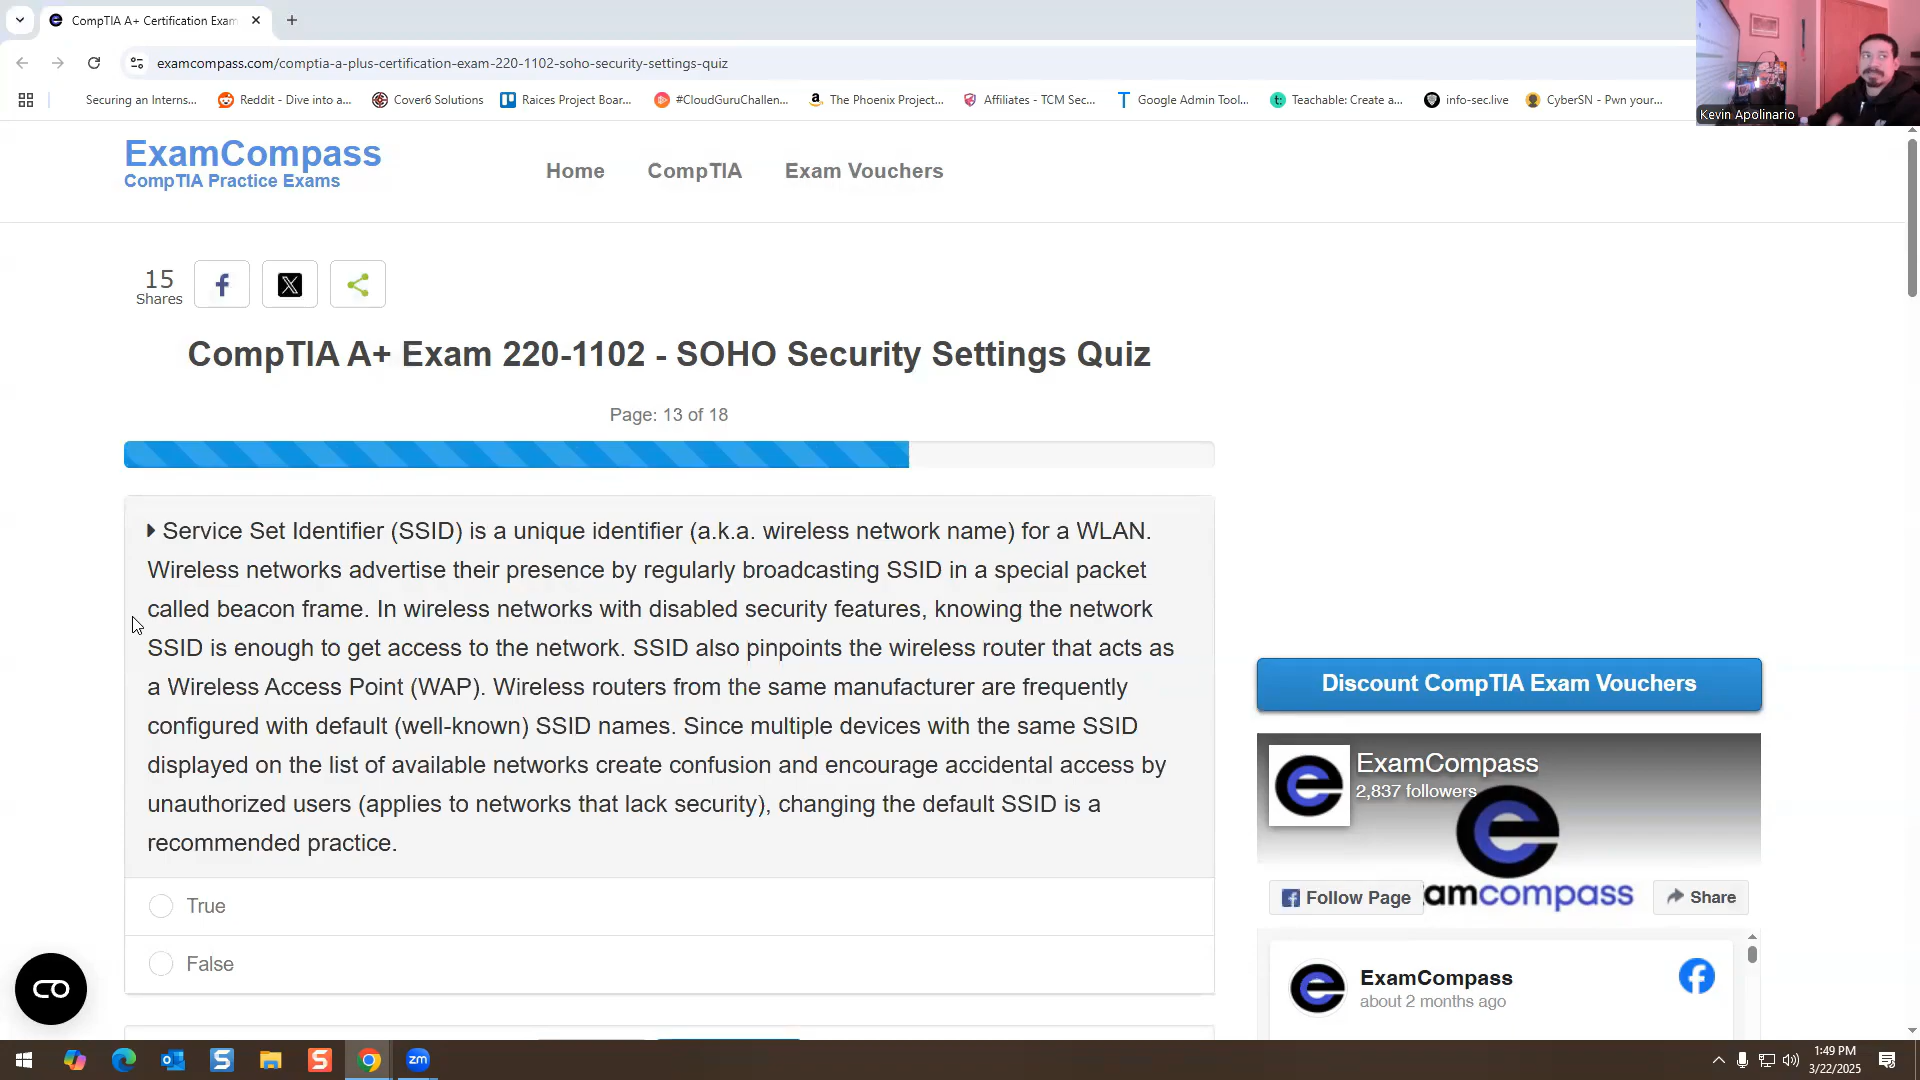 CompTIA A+ Certification Exam
examcompass.com/comptia-a-plus-certification-exam-220-1102-soho-security-settings-quiz
Securing an Interns...
Reddit - Dive into a...
Cover6 Solutions
Raices Project Boar...
#CloudGuruChallen...
The Phoenix Project...
Affiliates - TCM Sec...
Google Admin Tool...
Teachable: Create a...
info-sec.live
CyberSN - Pwn your...
Kevin Apolinario
ExamCompass
CompTIA Practice Exams
Home
CompTIA
Exam Vouchers
15
Shares
CompTIA A+ Exam 220-1102 - SOHO Security Settings Quiz
Page: 13 of 18
Service Set Identifier (SSID) is a unique identifier (a.k.a. wireless network name) for a WLAN.
Wireless networks advertise their presence by regularly broadcasting SSID in a special packet
called beacon frame. In wireless networks with disabled security features, knowing the network
SSID is enough to get access to the network. SSID also pinpoints the wireless router that acts as
a Wireless Access Point (WAP). Wireless routers from the same manufacturer are frequently
configured with default (well-known) SSID names. Since multiple devices with the same SSID
displayed on the list of available networks create confusion and encourage accidental access by
unauthorized users (applies to networks that lack security), changing the default SSID is a
recommended practice.
True
False
Discount CompTIA Exam Vouchers
ExamCompass
2,837 followers
Follow Page
amcompass
Share
ExamCompass
about 2 months ago
zm
1:49 PM
3/22/2025